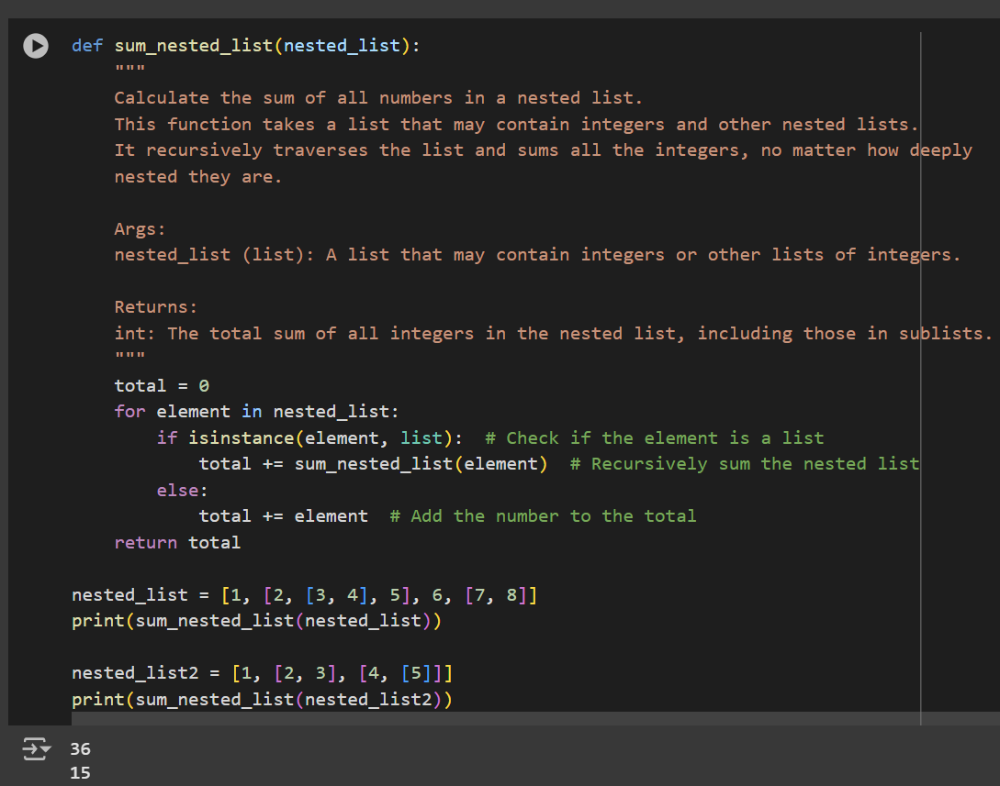 def sum_nested_list(nested_list):
    """
    Calculate the sum of all numbers in a nested list.
    This function takes a list that may contain integers and other nested lists.
    It recursively traverses the list and sums all the integers, no matter how deeply
    nested they are.

    Args:
    nested_list (list): A list that may contain integers or other lists of integers.

    Returns:
    int: The total sum of all integers in the nested list, including those in sublists.
    """
    total = 0
    for element in nested_list:
        if isinstance(element, list):  # Check if the element is a list
            total += sum_nested_list(element)  # Recursively sum the nested list
        else:
            total += element  # Add the number to the total
    return total

nested_list = [1, [2, [3, 4], 5], 6, [7, 8]]
print(sum_nested_list(nested_list))

nested_list2 = [1, [2, 3], [4, [5]]]
print(sum_nested_list(nested_list2))
36
15